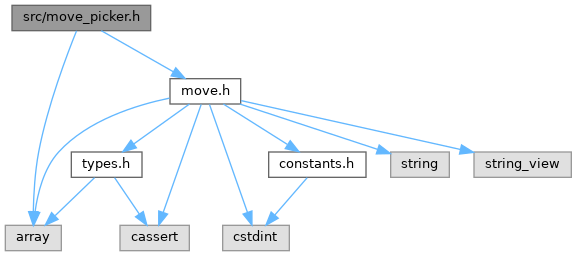 src/move_picker.h
move.h
types.h
constants.h
string
string_view
array
cassert
cstdint